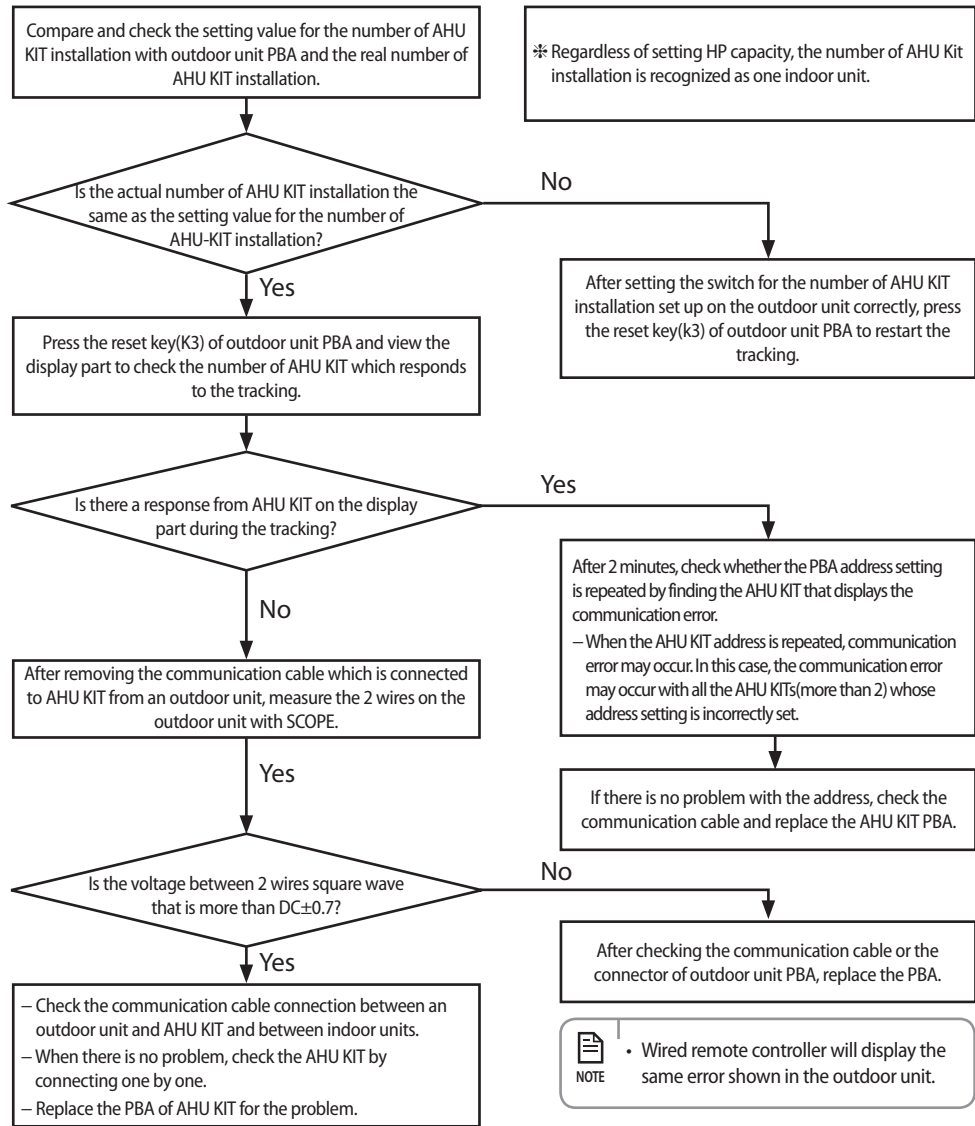 Compare and check the setting value for the number of AHU
KIT installation with outdoor unit PBA and the real number of
AHU KIT installation.
❈ Regardless of setting HP capacity, the number of AHU Kit
installation is recognized as one indoor unit.
Is the actual number of AHU KIT installation the
same as the setting value for the number of
AHU-KIT installation?
No
Yes
After setting the switch for the number of AHU KIT
installation set up on the outdoor unit correctly, press
the reset key(k3) of outdoor unit PBA to restart the
tracking.
Press the reset key(K3) of outdoor unit PBA and view the
display part to check the number of AHU KIT which responds
to the tracking.
Is there a response from AHU KIT on the display
part during the tracking?
Yes
No
After 2 minutes, check whether the PBA address setting
is repeated by finding the AHU KIT that displays the
communication error.
– When the AHU KIT address is repeated, communication
error may occur. In this case, the communication error
may occur with all the AHU KITs(more than 2) whose
address setting is incorrectly set.
After removing the communication cable which is connected
to AHU KIT from an outdoor unit, measure the 2 wires on the
outdoor unit with SCOPE.
Yes
If there is no problem with the address, check the
communication cable and replace the AHU KIT PBA.
Is the voltage between 2 wires square wave
that is more than DC±0.7?
No
Yes
After checking the communication cable or the
connector of outdoor unit PBA, replace the PBA.
– Check the communication cable connection between an
outdoor unit and AHU KIT and between indoor units.
– When there is no problem, check the AHU KIT by
connecting one by one.
– Replace the PBA of AHU KIT for the problem.
NOTE
• Wired remote controller will display the
same error shown in the outdoor unit.